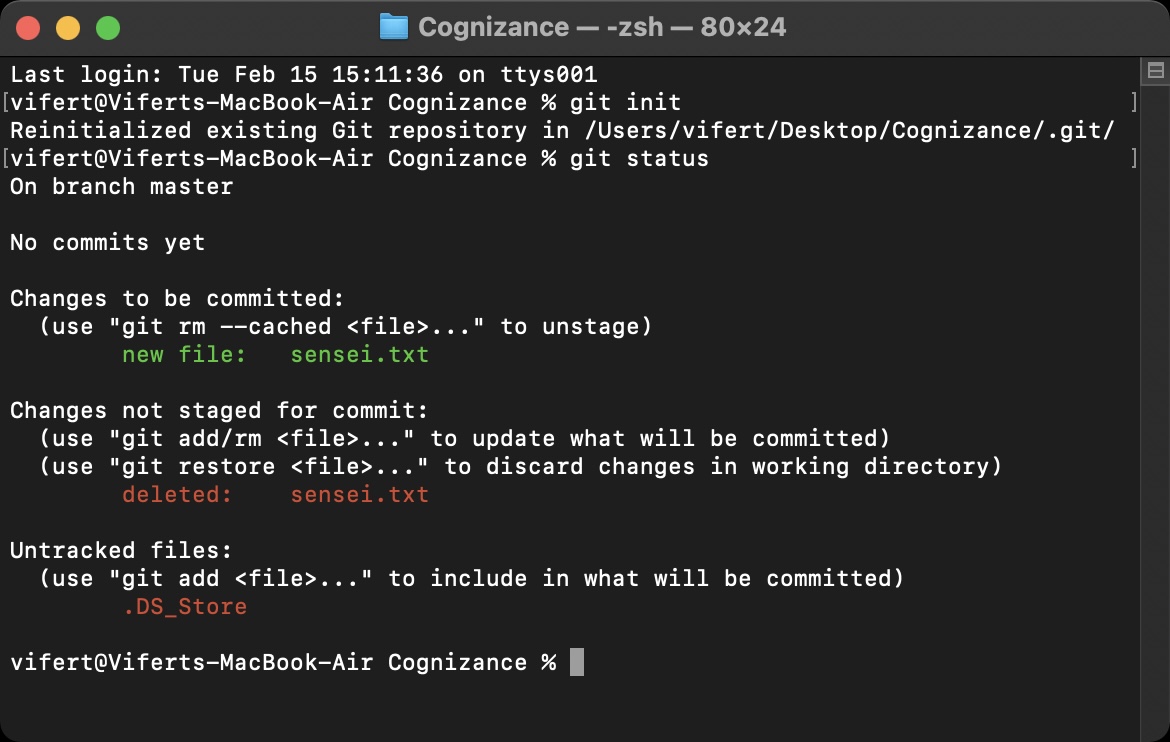 Cognizance — -zsh — 80×24
Last login: Tue Feb 15 15:11:36 on ttys001
[vifert@Viferts-MacBook-Air Cognizance % git init ]
Reinitialized existing Git repository in /Users/vifert/Desktop/Cognizance/.git/
[vifert@Viferts-MacBook-Air Cognizance % git status ]
On branch master
No commits yet
Changes to be committed:
  (use "git rm --cached <file>..." to unstage)
        new file:   sensei.txt
Changes not staged for commit:
  (use "git add/rm <file>..." to update what will be committed)
  (use "git restore <file>..." to discard changes in working directory)
        deleted:    sensei.txt
Untracked files:
  (use "git add <file>..." to include in what will be committed)
        .DS_Store
vifert@Viferts-MacBook-Air Cognizance %